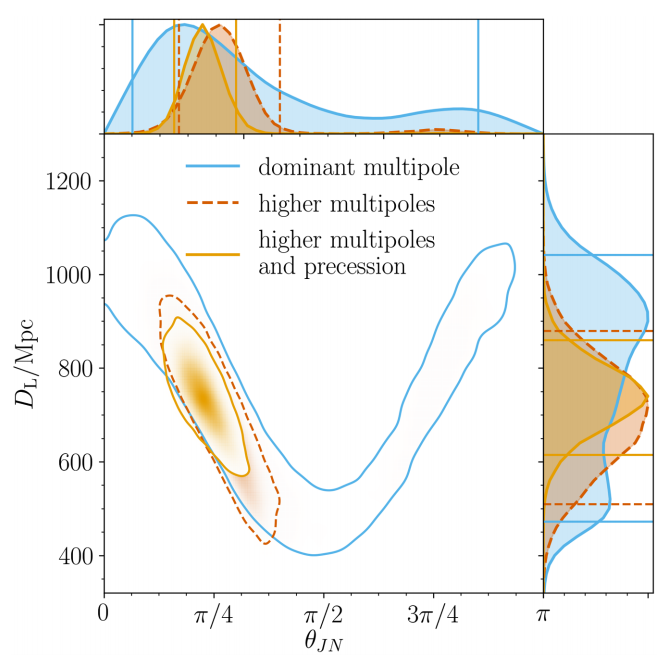 dominant multipole
higher multipoles
higher multipoles
and precession
1200
1000
800
600
400
D_L/Mpc
0
π/4
π/2
3π/4
π
θ_JN